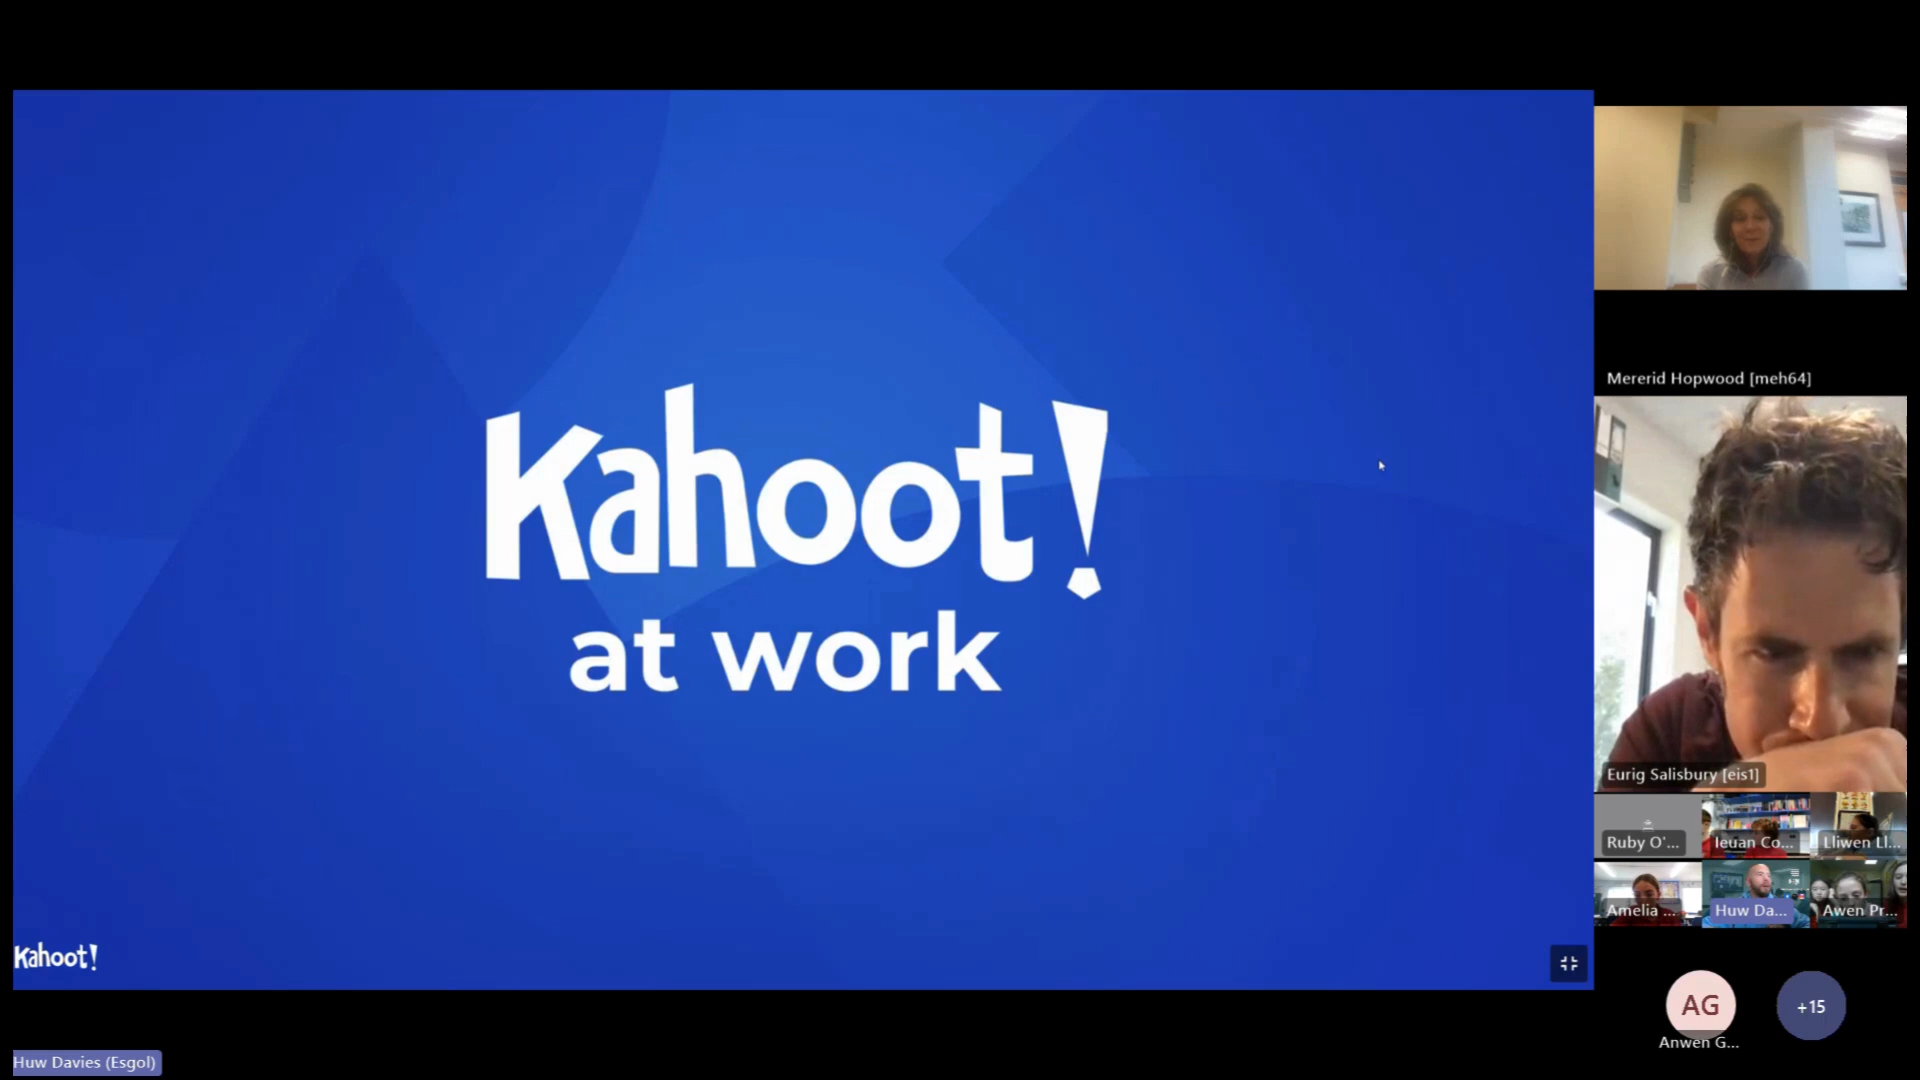 Kahoot!
at work
Kahoot!
Huw Davies (Esgol)
Mererid Hopwood [meh64]
Eurig Salisbury [eis1]
Ruby O'...
Ieuan Co...
Lliwen Ll...
Amelia ...
Huw Da...
Awen Pr...
AG
Anwen G...
+15